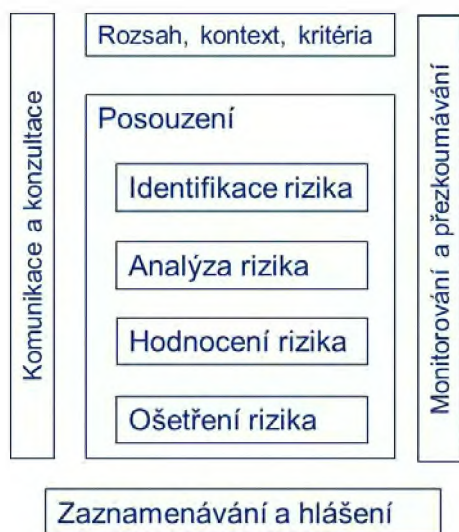 Rozsah, kontext, kritéria
Komunikace a konzultace
Posouzení
Identifikace rizika
Analýza rizika
Hodnocení rizika
Ošetření rizika
Monitorování a přezkoumávání
Zaznamenávání a hlášení